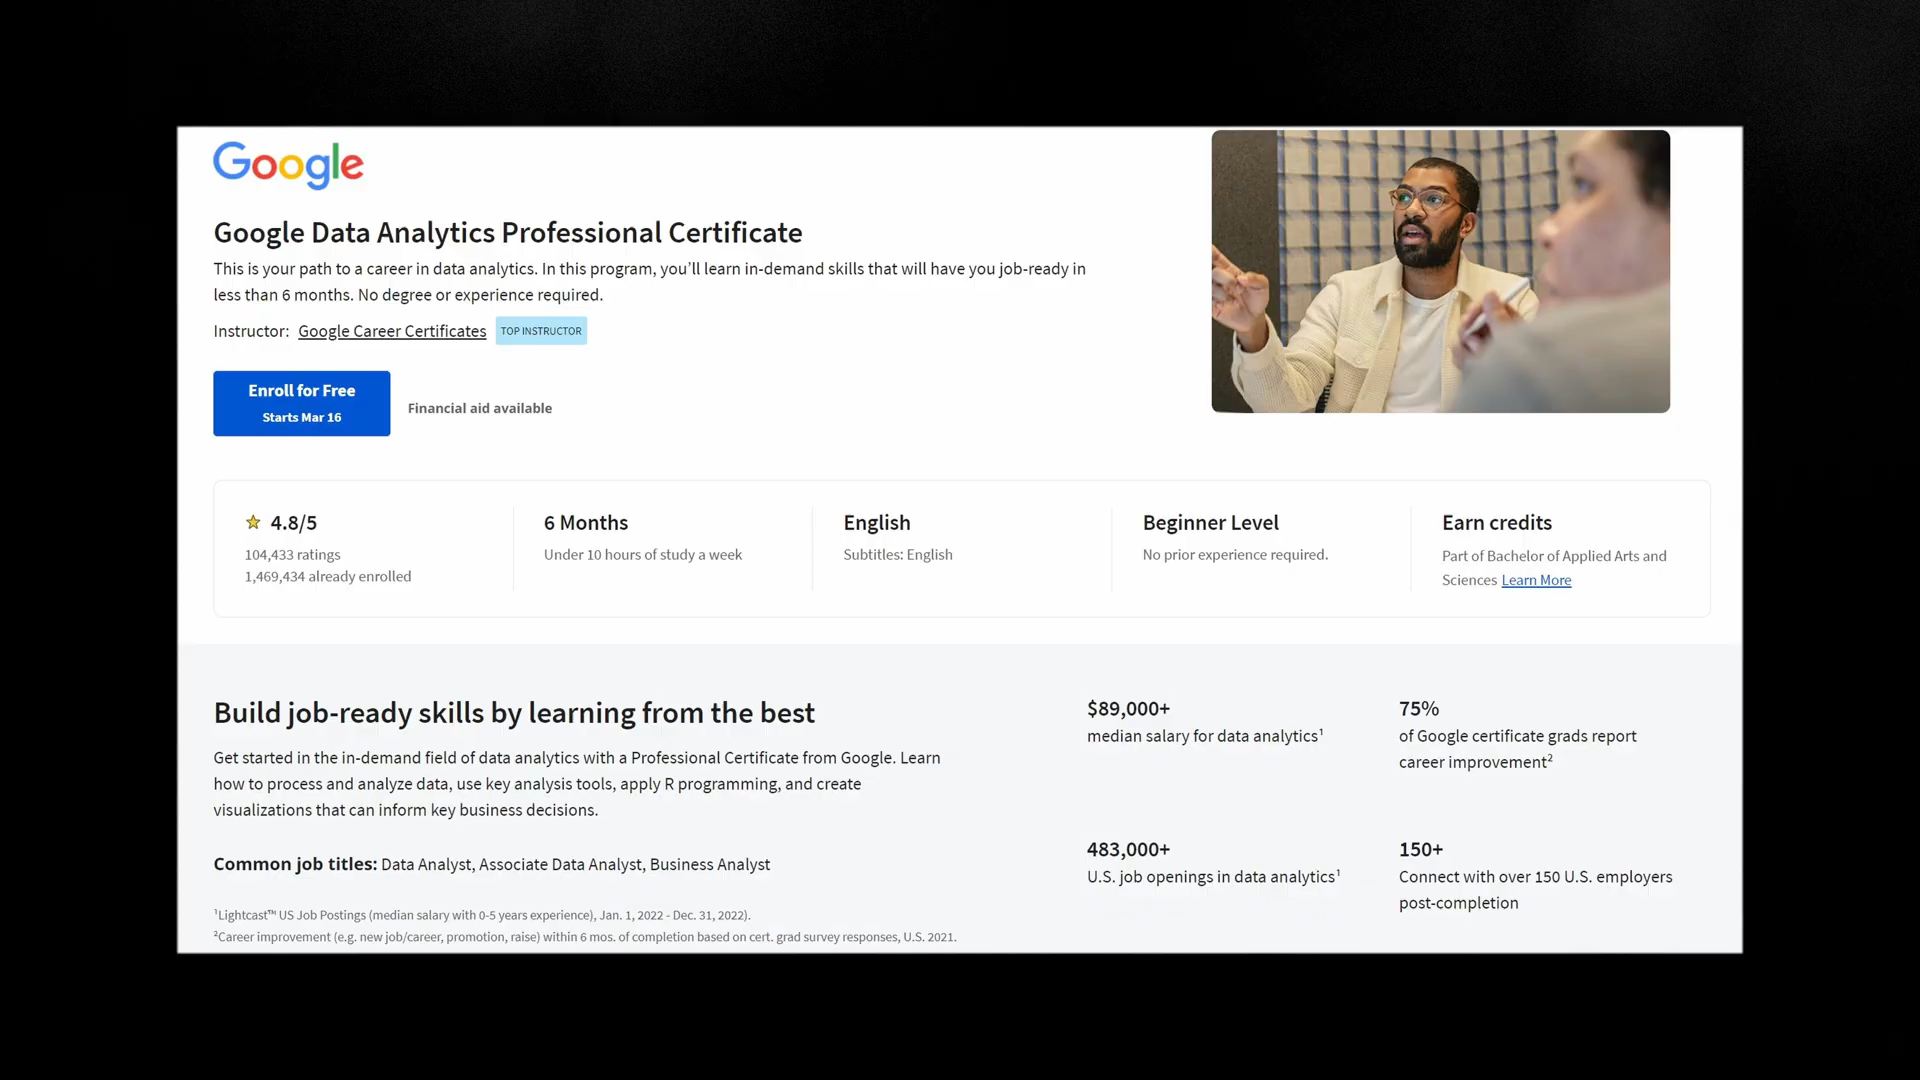 Google
Google Data Analytics Professional Certificate
This is your path to a career in data analytics. In this program, you’ll learn in-demand skills that will have you job-ready in
less than 6 months. No degree or experience required.
Instructor: Google Career Certificates TOP INSTRUCTOR
Enroll for Free
Starts Mar 16
Financial aid available
4.8/5
104,433 ratings
1,469,434 already enrolled
6 Months
Under 10 hours of study a week
English
Subtitles: English
Beginner Level
No prior experience required.
Earn credits
Part of Bachelor of Applied Arts and
Sciences Learn More
Build job-ready skills by learning from the best
Get started in the in-demand field of data analytics with a Professional Certificate from Google. Learn
how to process and analyze data, use key analysis tools, apply R programming, and create
visualizations that can inform key business decisions.
Common job titles: Data Analyst, Associate Data Analyst, Business Analyst
¹Lightcast™ US Job Postings (median salary with 0-5 years experience), Jan. 1, 2022 - Dec. 31, 2022).
²Career improvement (e.g. new job/career, promotion, raise) within 6 mos. of completion based on cert. grad survey responses, U.S. 2021.
$89,000+
median salary for data analytics¹
75%
of Google certificate grads report
career improvement²
483,000+
U.S. job openings in data analytics¹
150+
Connect with over 150 U.S. employers
post-completion